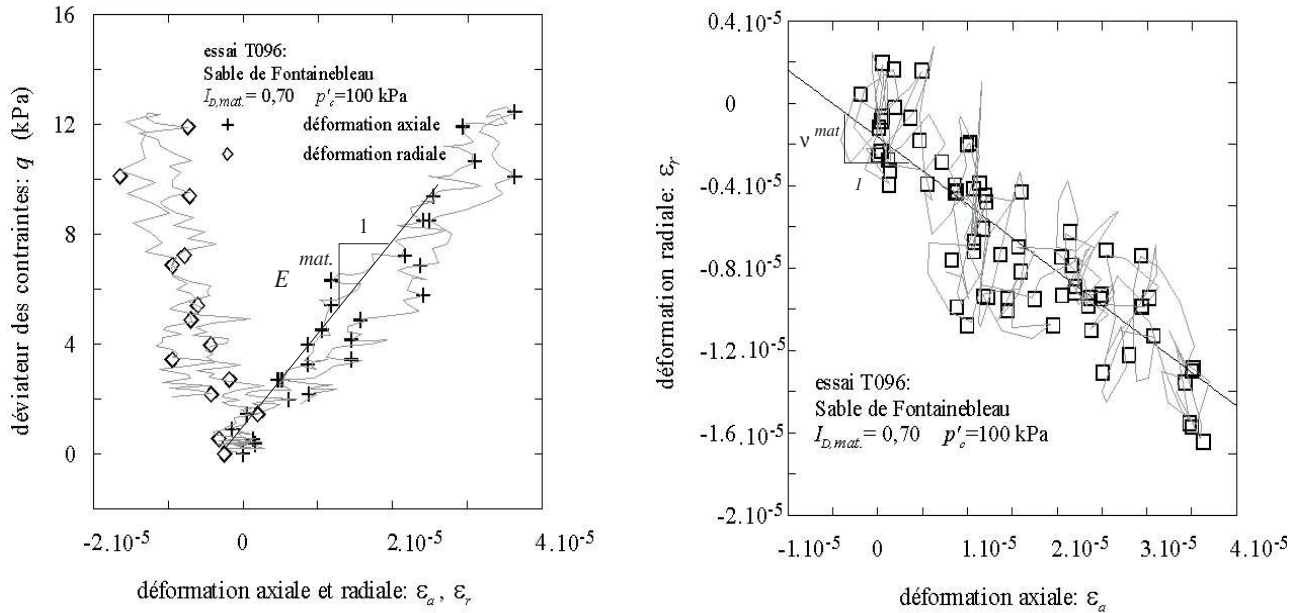 16
12
8
4
0
déviateur des contraintes: q (kPa)
essai T096:
Sable de Fontainebleau
I_D,mat. = 0,70 p'_c=100 kPa
+ déformation axiale
◇ déformation radiale
1
E mat.
-2.10⁻⁵ 0 2.10⁻⁵ 4.10⁻⁵
déformation axiale et radiale: ε_a , ε_r
0.4.10⁻⁵
0
-0.4.10⁻⁵
-0.8.10⁻⁵
-1.2.10⁻⁵
-1.6.10⁻⁵
-2.10⁻⁵
déformation radiale: ε_r
ν mat
1
essai T096:
Sable de Fontainebleau
I_D,mat. = 0,70 p'_c=100 kPa
-1.10⁻⁵ 0 1.10⁻⁵ 2.10⁻⁵ 3.10⁻⁵ 4.10⁻⁵
déformation axiale: ε_a